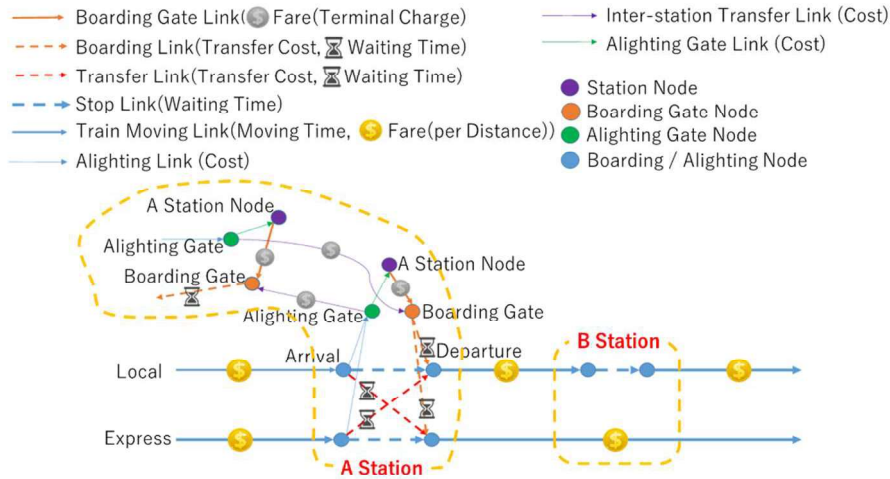 Boarding Gate Link($ Fare(Terminal Charge)
Boarding Link(Transfer Cost, Waiting Time)
Transfer Link(Transfer Cost, Waiting Time)
Stop Link(Waiting Time)
Train Moving Link(Moving Time, $ Fare(per Distance))
Alighting Link (Cost)
Inter-station Transfer Link (Cost)
Alighting Gate Link (Cost)
Station Node
Boarding Gate Node
Alighting Gate Node
Boarding / Alighting Node
A Station Node
Alighting Gate
$
$
Boarding Gate
A Station Node
$
$
Alighting Gate
Boarding Gate
Arrival
Departure
B Station
Local
$
$
$
Express
$
$
A Station